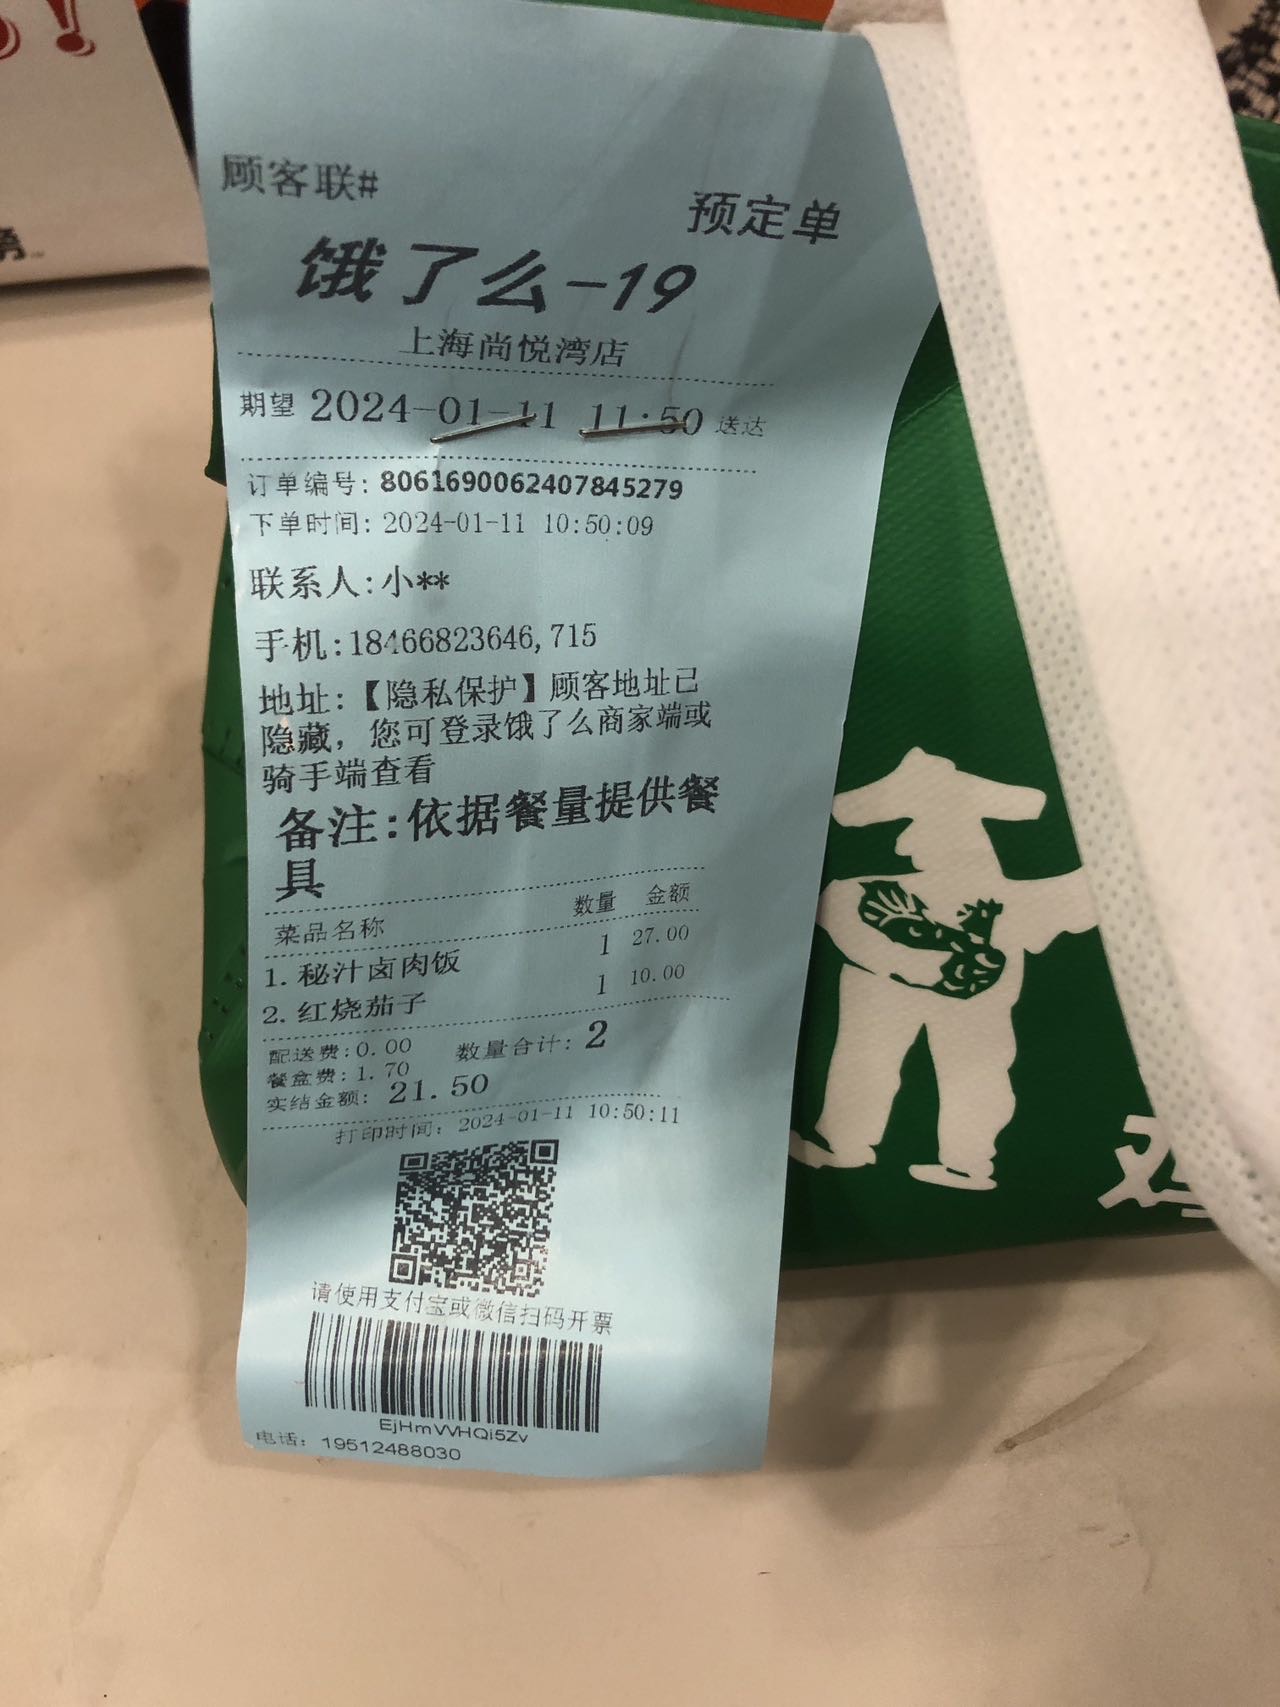 顾客联#
预定单
饿了么-19
上海尚悦湾店
期望 2024-01-11 11:50 送达
订单编号: 8061690062407845279
下单时间: 2024-01-11 10:50:09
联系人:小**
手机:18466823646,715
地址:【隐私保护】顾客地址已
隐藏，您可登录饿了么商家端或
骑手端查看
备注:依据餐量提供餐
具
菜品名称 数量 金额
1. 秘汁卤肉饭 1 27.00
2. 红烧茄子 1 10.00
配送费:0.00 数量合计: 2
餐盒费:1.70
实结金额: 21.50
打印时间: 2024-01-11 10:50:11
请使用支付宝或微信扫码开票
EjHmVVHQi5Zv
电话: 19512488030